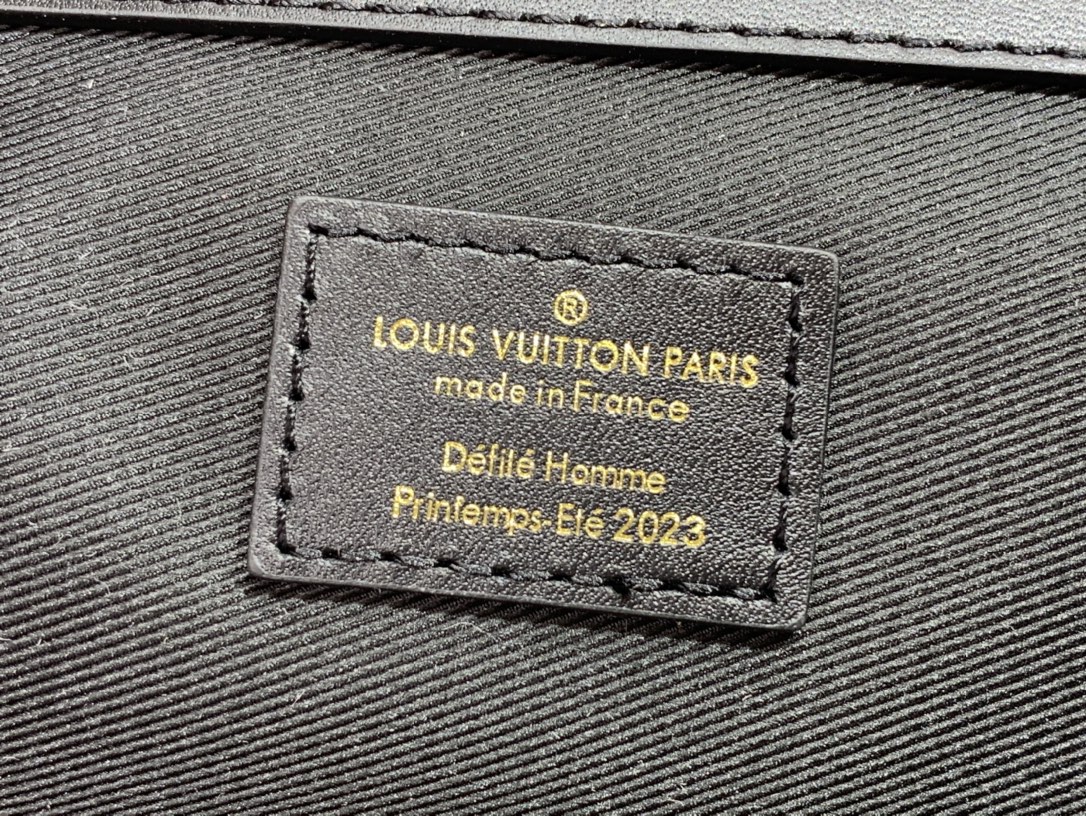 ®
LOUIS VUITTON PARIS
made in France
Défilé Homme
Printemps-Eté 2023